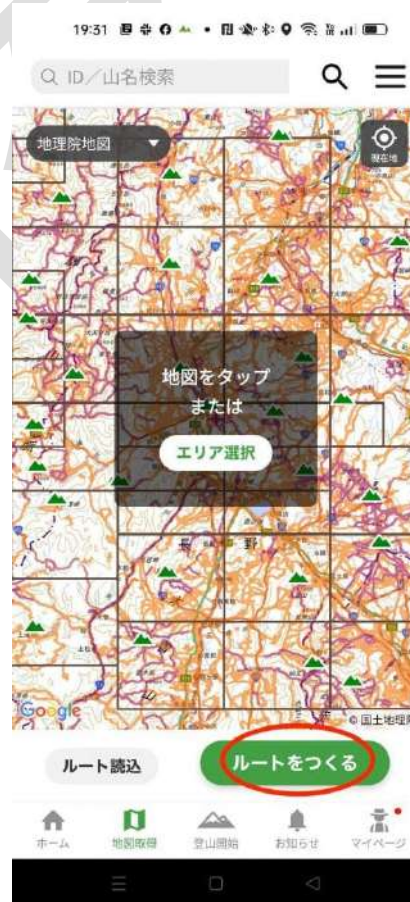 19:31
ID/山名検索
地理院地図
現在地
地図をタップ
または
エリア選択
長野
Google
© 国土地理院
ルート読込
ルートをつくる
ホーム
地図取得
登山開始
お知らせ
マイページ